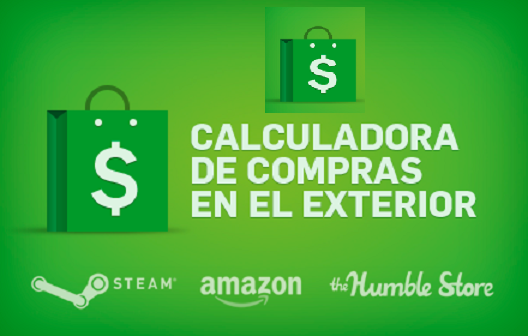 $
$
CALCULADORA
DE COMPRAS
EN EL EXTERIOR
STEAM®
amazon
the Humble Store